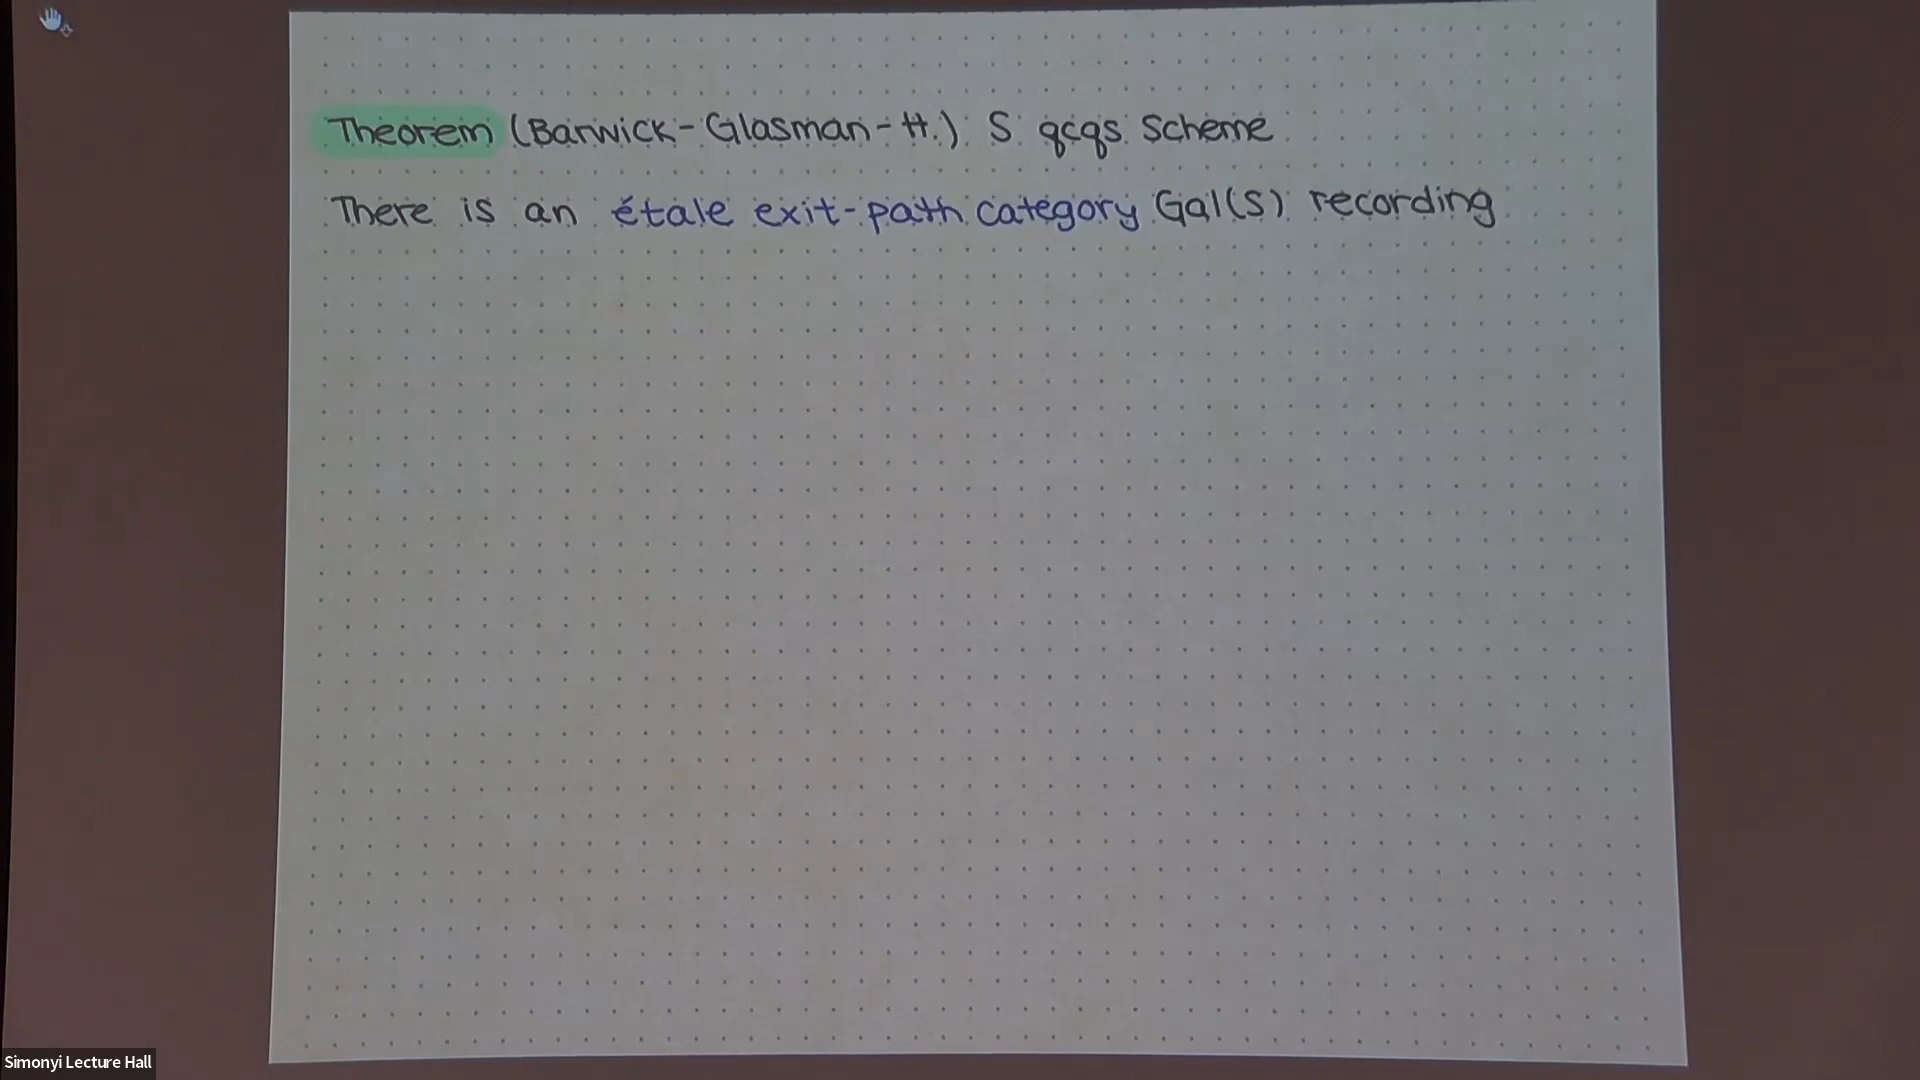 Theorem (Barwick-Glasman-H.) S qcqs scheme
There is an étale exit-path category Gal(S) recording
Simonyi Lecture Hall